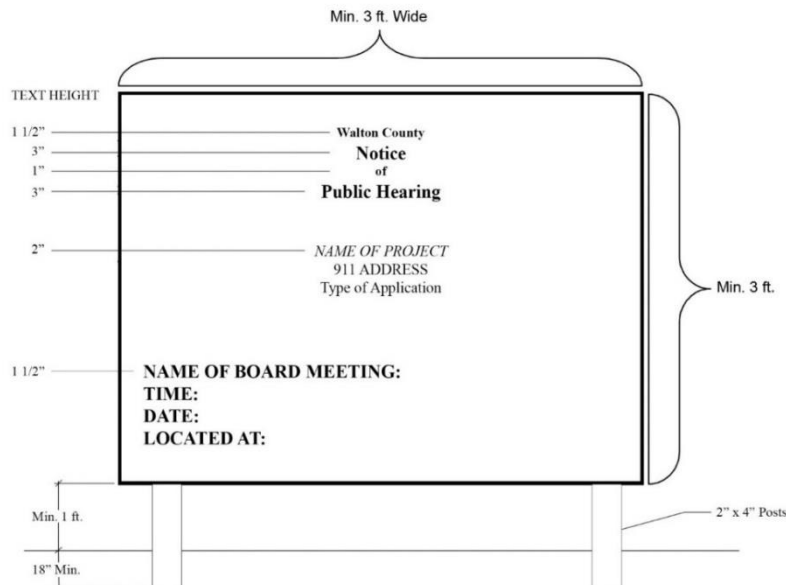 Min. 3 ft. Wide
TEXT HEIGHT
1 1/2” Walton County
3” Notice
1” of
3” Public Hearing
2” NAME OF PROJECT
911 ADDRESS
Type of Application
Min. 3 ft.
1 1/2” NAME OF BOARD MEETING:
TIME:
DATE:
LOCATED AT:
Min. 1 ft.
2” x 4” Posts
18” Min.